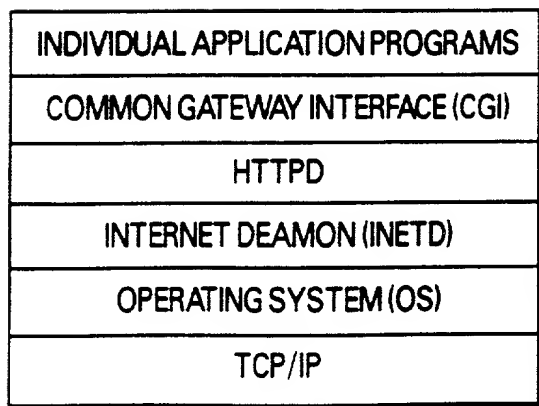 INDIVIDUAL APPLICATION PROGRAMS
COMMON GATEWAY INTERFACE (CGI)
HTTPD
INTERNET DEAMON (INETD)
OPERATING SYSTEM (OS)
TCP/IP